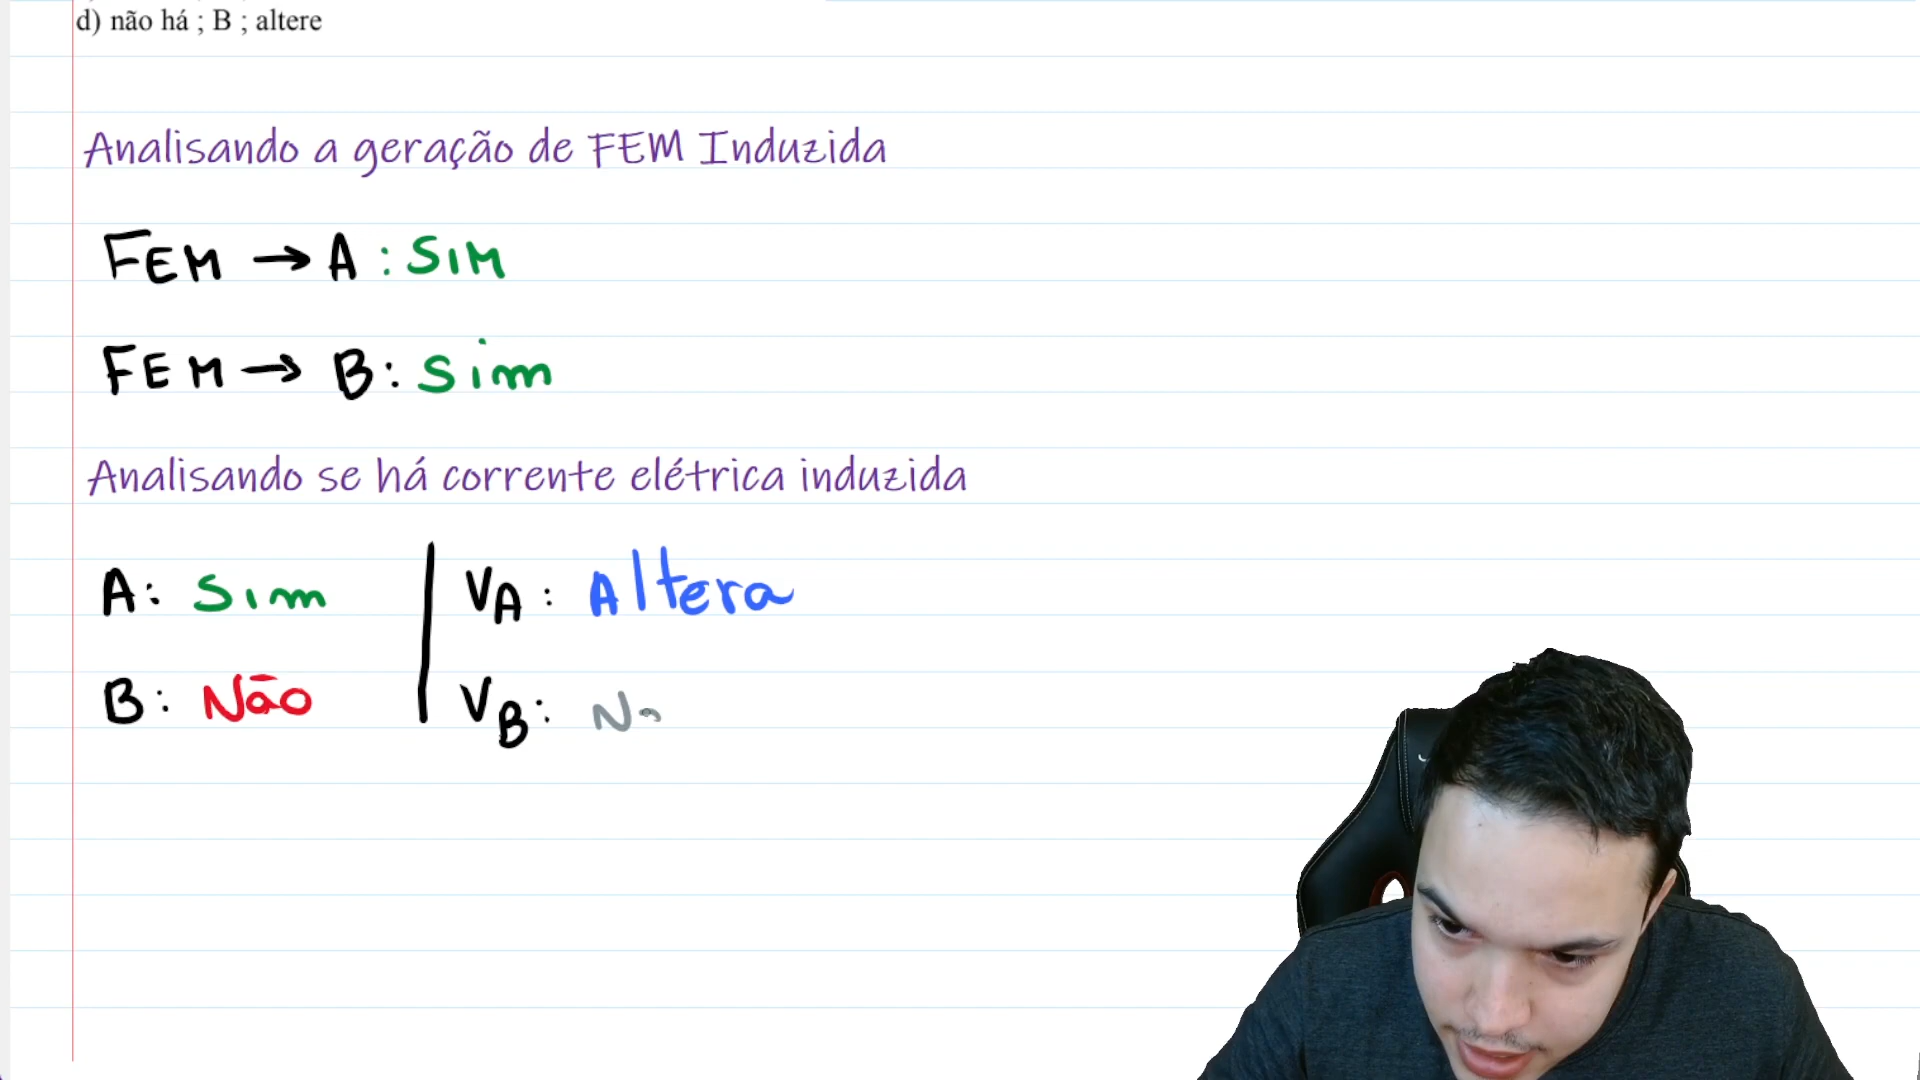 d) não há ; B ; altere
Analisando a geração de FEM Induzida
FEM → A : SIM
FEM → B : Sim
Analisando se há corrente elétrica induzida
A: Sim | VA : Altera
B: Não | VB :